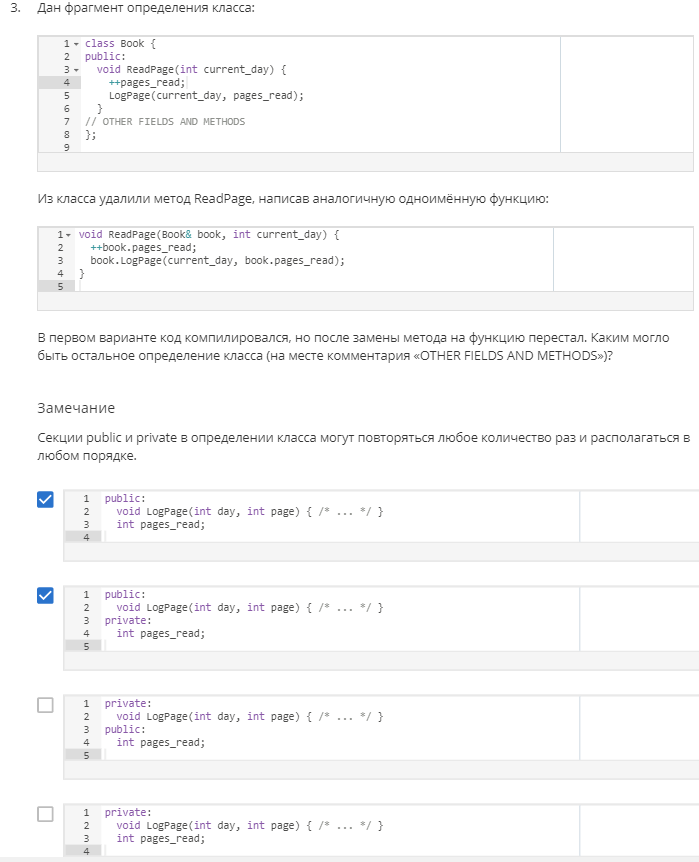 3. Дан фрагмент определения класса:
1 class Book {
2 public:
3 void ReadPage(int current_day) {
4 ++pages_read;
5 LogPage(current_day, pages_read);
6 }
7 // OTHER FIELDS AND METHODS
8 };
9
Из класса удалили метод ReadPage, написав аналогичную одноимённую функцию:
1 void ReadPage(Book& book, int current_day) {
2 ++book.pages_read;
3 book.LogPage(current_day, book.pages_read);
4 }
5
В первом варианте код компилировался, но после замены метода на функцию перестал. Каким могло
быть остальное определение класса (на месте комментария «OTHER FIELDS AND METHODS»)?
Замечание
Секции public и private в определении класса могут повторяться любое количество раз и располагаться в
любом порядке.
1 public:
2 void LogPage(int day, int page) { /* ... */ }
3 int pages_read;
4
1 public:
2 void LogPage(int day, int page) { /* ... */ }
3 private:
4 int pages_read;
5
1 private:
2 void LogPage(int day, int page) { /* ... */ }
3 public:
4 int pages_read;
5
1 private:
2 void LogPage(int day, int page) { /* ... */ }
3 int pages_read;
4